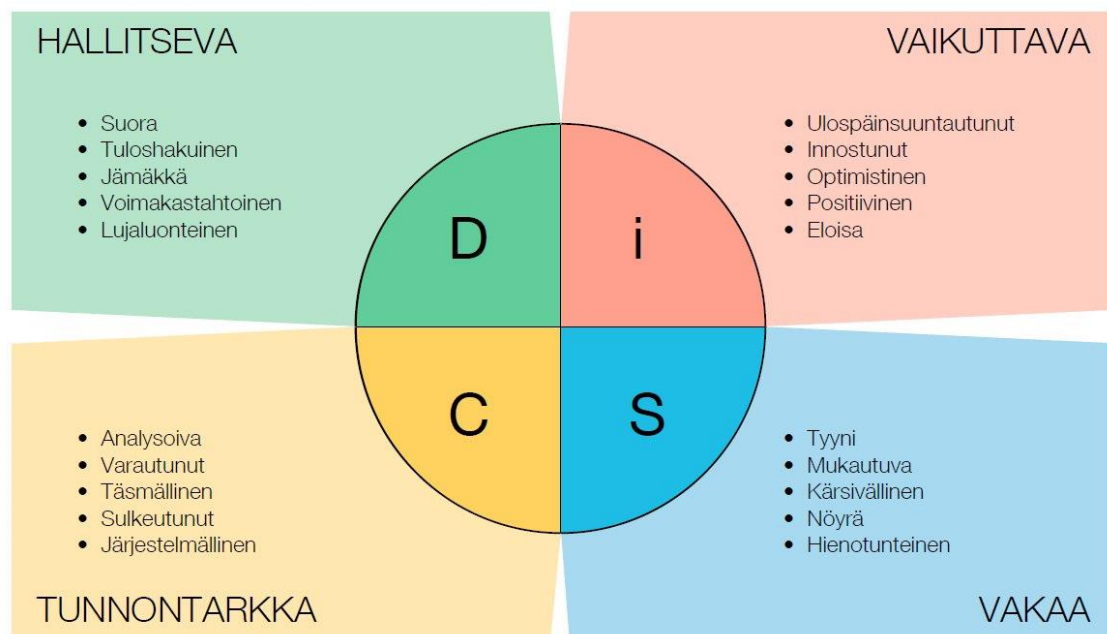 HALLITSEVA
• Suora
• Tuloshakuinen
• Jämäkkä
• Voimakastahtoinen
• Lujaluonteinen
VAIKUTTAVA
• Ulospäinsuuntautunut
• Innostunut
• Optimistinen
• Positiivinen
• Eloisa
D
i
C
S
• Analysoiva
• Varautunut
• Täsmällinen
• Sulkeutunut
• Järjestelmällinen
TUNNONTARKKA
• Tyyni
• Mukautuva
• Kärsivällinen
• Nöyrä
• Hienotunteinen
VAKAA